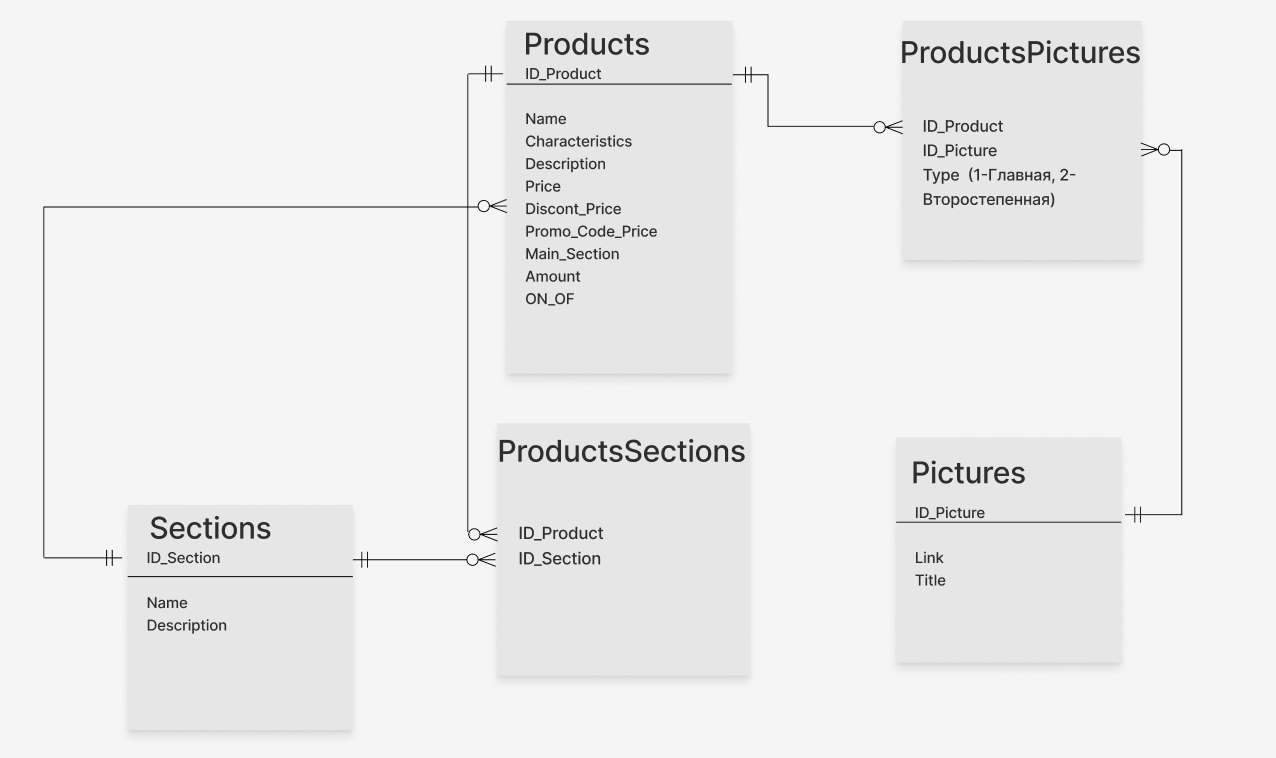 Products
ID_Product
Name
Characteristics
Description
Price
Discont_Price
Promo_Code_Price
Main_Section
Amount
ON_OF
ProductsPictures
ID_Product
ID_Picture
Type (1-Главная, 2-
Второстепенная)
Sections
ID_Section
Name
Description
ProductsSections
ID_Product
ID_Section
Pictures
ID_Picture
Link
Title